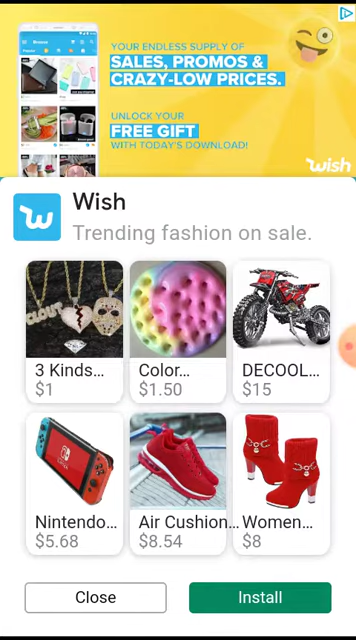 YOUR ENDLESS SUPPLY OF
SALES, PROMOS &
CRAZY-LOW PRICES.
UNLOCK YOUR
FREE GIFT
WITH TODAY'S DOWNLOAD!
wish
Wish
Trending fashion on sale.
3 Kinds...
$1
Color...
$1.50
DECOOL...
$15
Nintendo...
$5.68
Air Cushion...
$8.54
Women...
$8
Close
Install